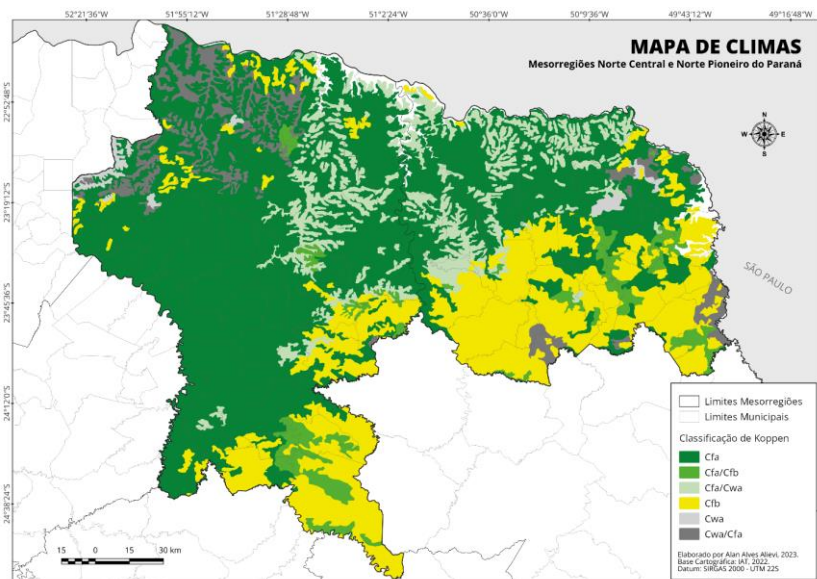 52°21'36"W 51°55'12"W 51°28'48"W 51°2'24"W 50°36'0"W 50°9'36"W 49°43'12"W 49°16'48"W
MAPA DE CLIMAS
Mesorregiões Norte Central e Norte Pioneiro do Paraná
22°52'48"S
N
W E
S
23°19'12"S
SÃO PAULO
23°45'36"S
24°12'0"S
24°38'24"S
Limites Mesorregiões
Limites Municipais
Classificação de Koppen
Cfa
Cfa/Cfb
Cfa/Cwa
Cfb
Cwa
Cwa/Cfa
15 0 15 30 km
Elaborado por Alan Alves Alievi, 2023.
Base Cartográfica: IAT, 2022.
Datum: SIRGAS 2000 - UTM 22S